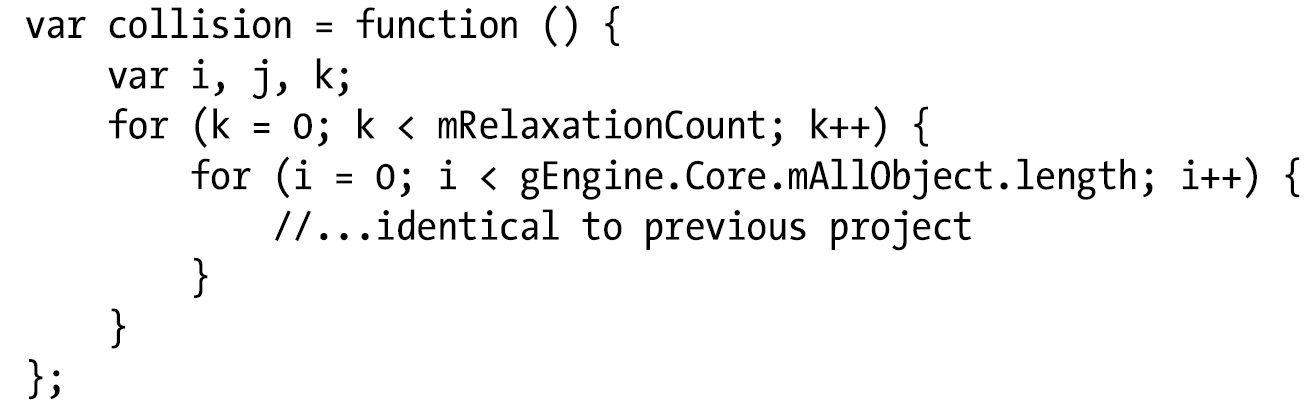 var collision = function () {
    var i, j, k;
    for (k = 0; k < mRelaxationCount; k++) {
        for (i = 0; i < gEngine.Core.mAllObject.length; i++) {
            //...identical to previous project
        }
    }
};